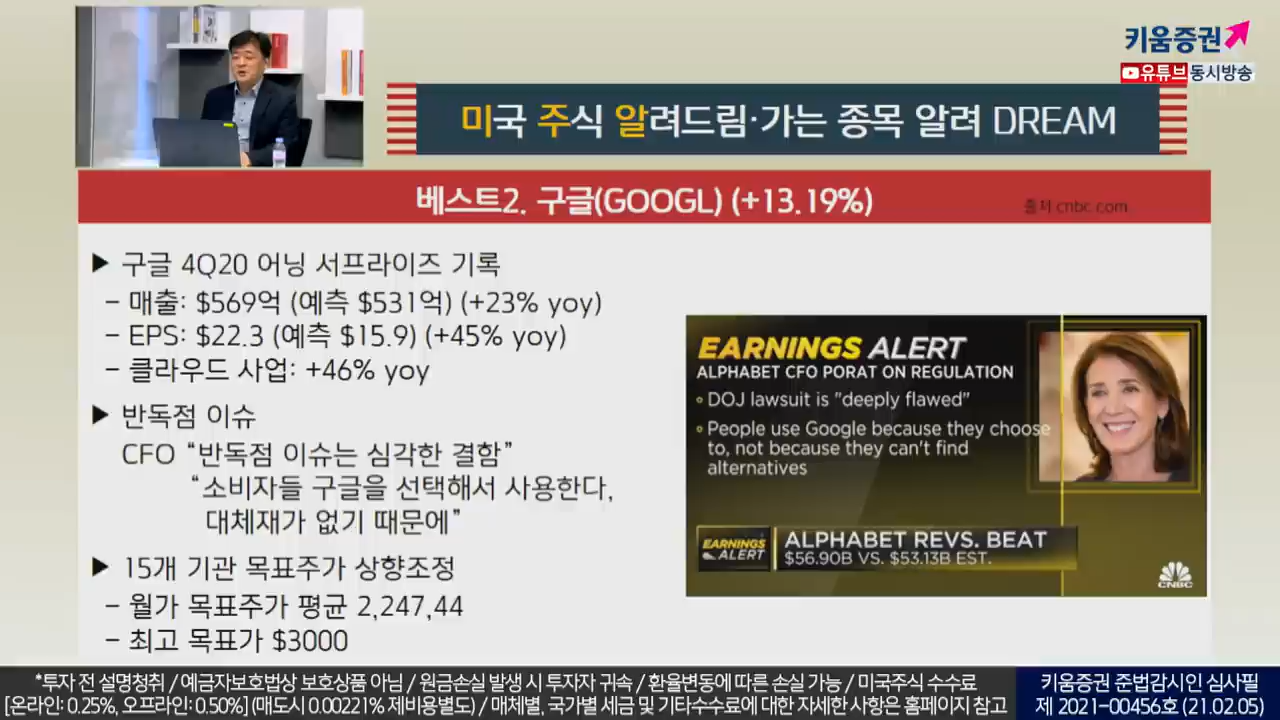 키움증권
유튜브동시방송
미국 주식 알려드림·가는 종목 알려 DREAM
베스트2. 구글(GOOGL) (+13.19%)
출처 cnbc.com
▶ 구글 4Q20 어닝 서프라이즈 기록
– 매출: $569억 (예측 $531억) (+23% yoy)
– EPS: $22.3 (예측 $15.9) (+45% yoy)
– 클라우드 사업: +46% yoy
▶ 반독점 이슈
CFO “반독점 이슈는 심각한 결함”
“소비자들 구글을 선택해서 사용한다,
대체재가 없기 때문에”
▶ 15개 기관 목표주가 상향조정
– 월가 목표주가 평균 2,247,44
– 최고 목표가 $3000
EARNINGS ALERT
ALPHABET CFO PORAT ON REGULATION
• DOJ lawsuit is "deeply flawed"
• People use Google because they choose
to, not because they can't find
alternatives
EARNINGS
ALERT
ALPHABET REVS. BEAT
$56.90B VS. $53.13B EST.
CNBC
*투자 전 설명청취 / 예금자보호법상 보호상품 아님 / 원금손실 발생 시 투자자 귀속 / 환율변동에 따른 손실 가능 / 미국주식 수수료
[온라인: 0.25%, 오프라인: 0.50%] (매도시 0.00221% 제비용별도) / 매체별, 국가별 세금 및 기타수수료에 대한 자세한 사항은 홈페이지 참고
키움증권 준법감시인 심사필
제 2021-00456호 (21.02.05)